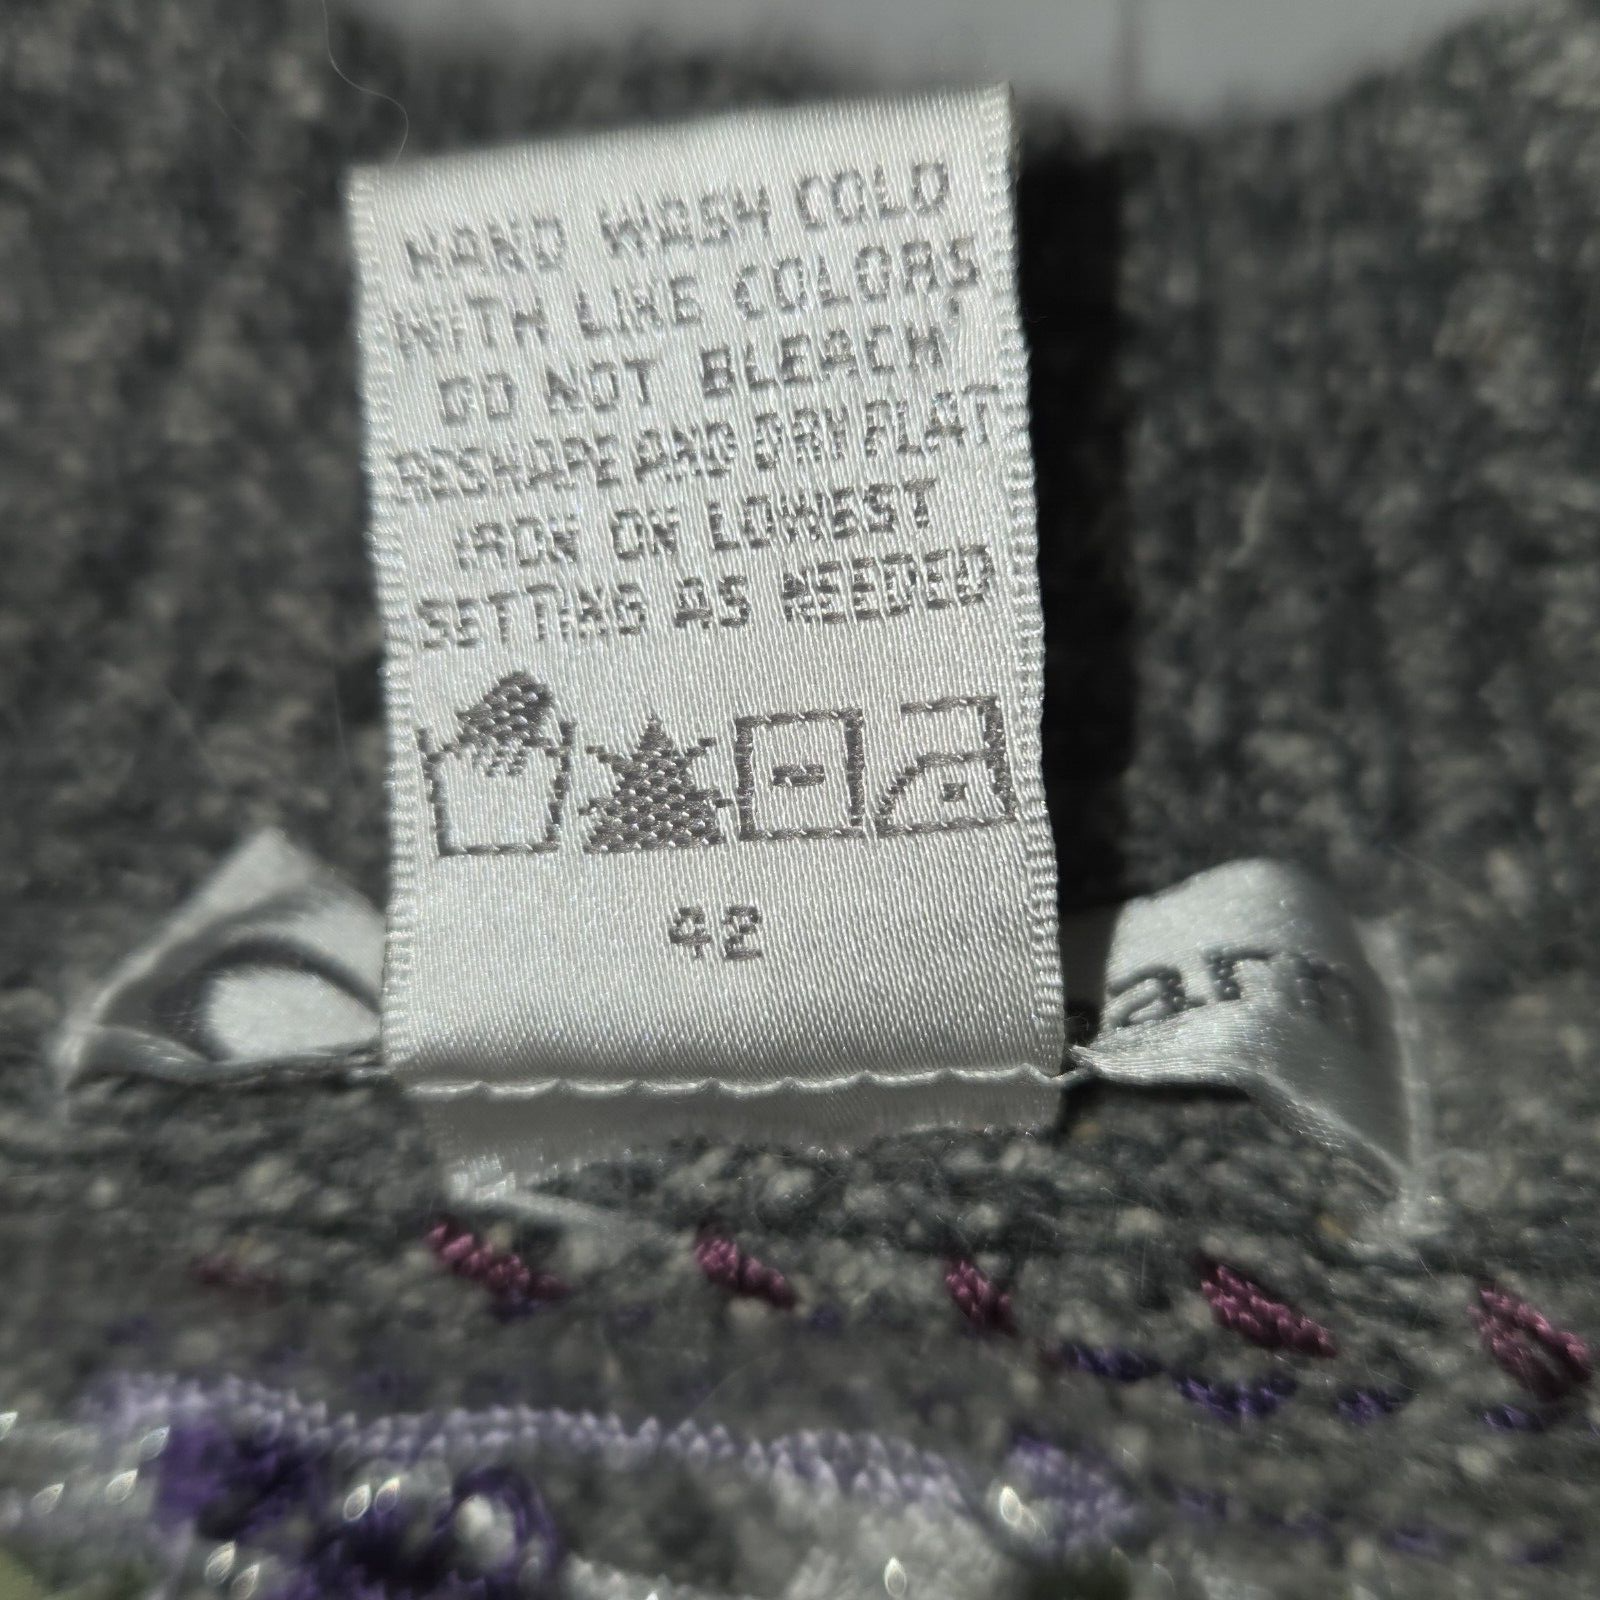 HAND WASH COLD
WITH LIKE COLORS,
DO NOT BLEACH
RESHAPE AND DRY FLAT
IRON ON LOWEST
SETTING AS NEEDED
42